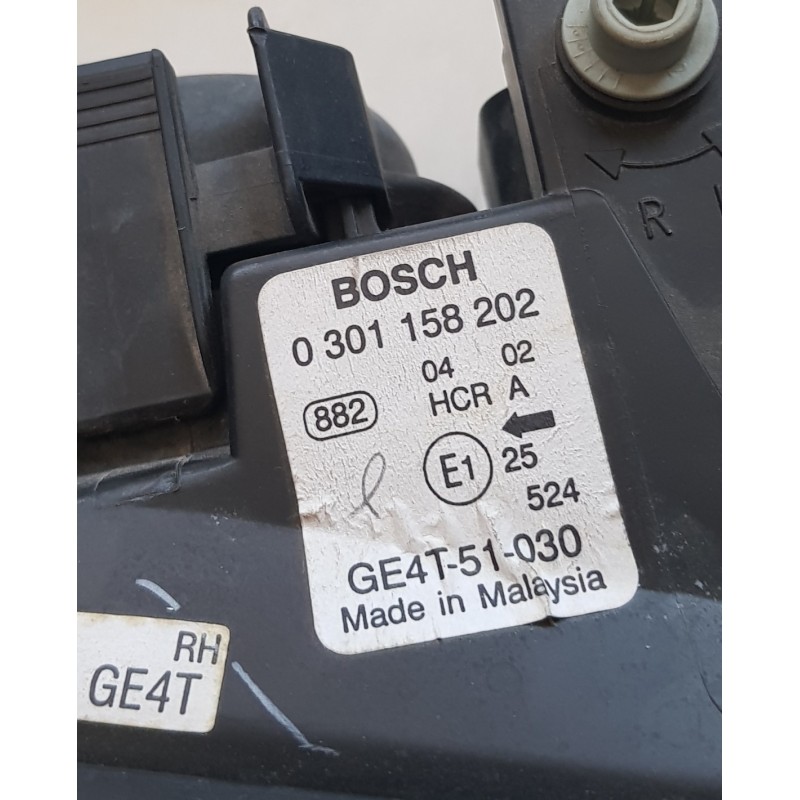 BOSCH
0 301 158 202
04 02
882 HCR A
E1 25
524
GE4T-51-030
Made in Malaysia
RH
GE4T
R